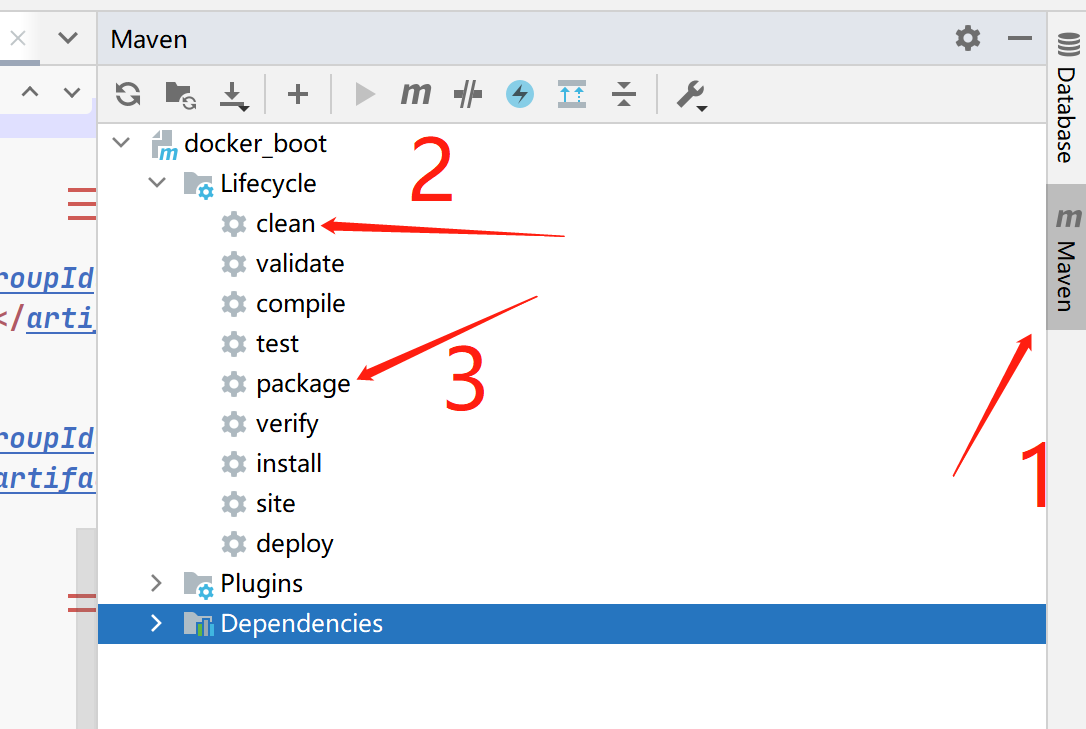 Maven
Database
docker_boot
2
Lifecycle
clean
validate
roupId
compile
</arti
test
3
package
verify
roupId
install
artifa
site
deploy
Plugins
Dependencies
m
Maven
1